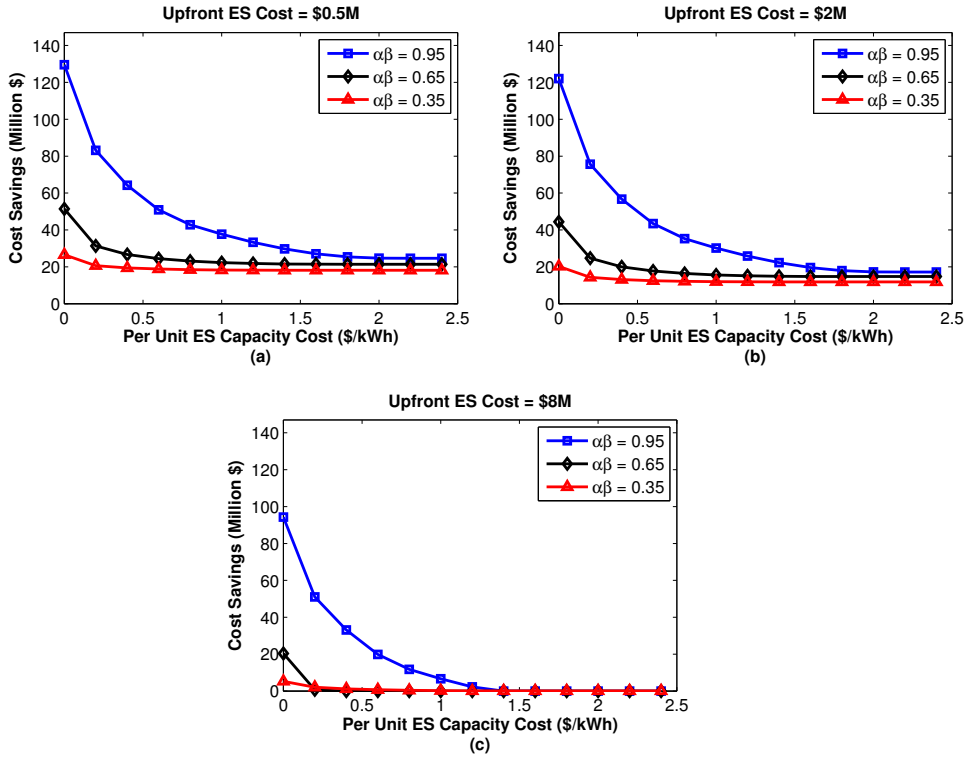 Upfront ES Cost = $0.5M
Cost Savings (Million $)
140
120
100
80
60
40
20
0
αβ = 0.95
αβ = 0.65
αβ = 0.35
0 0.5 1 1.5 2 2.5
Per Unit ES Capacity Cost ($/kWh)
(a)
Upfront ES Cost = $2M
Cost Savings (Million $)
140
120
100
80
60
40
20
0
αβ = 0.95
αβ = 0.65
αβ = 0.35
0 0.5 1 1.5 2 2.5
Per Unit ES Capacity Cost ($/kWh)
(b)
Upfront ES Cost = $8M
Cost Savings (Million $)
140
120
100
80
60
40
20
0
αβ = 0.95
αβ = 0.65
αβ = 0.35
0 0.5 1 1.5 2 2.5
Per Unit ES Capacity Cost ($/kWh)
(c)